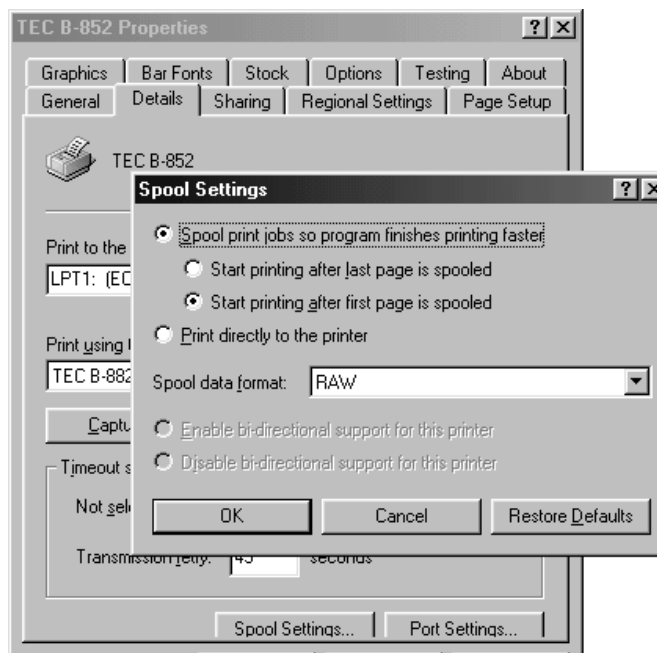 TEC B-852 Properties
Graphics Bar Fonts Stock Options Testing About
General Details Sharing Regional Settings Page Setup
TEC B-852
Spool Settings
Spool print jobs so program finishes printing faster
Start printing after last page is spooled
Start printing after first page is spooled
Print directly to the printer
Spool data format: RAW
Enable bi-directional support for this printer
Disable bi-directional support for this printer
OK Cancel Restore Defaults
Print to the
LPT1: (EC
Print using
TEC B-882
Captu
Timeout s
Not sele
Transmission retry: 45 seconds
Spool Settings... Port Settings...